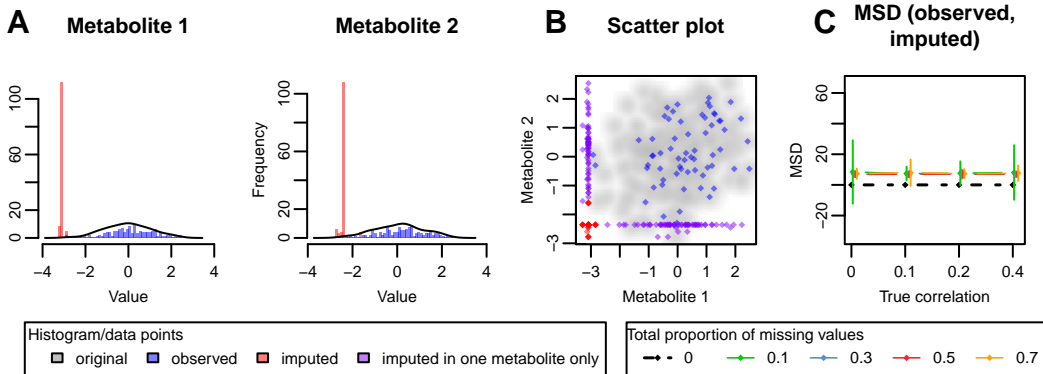 A
Metabolite 1
Metabolite 2
B
Scatter plot
C
MSD (observed,
imputed)
0
20
60
100
−4
−2
0
2
4
Value
Frequency
0
20
60
100
−4
−2
0
2
4
Value
Metabolite 2
−3
−1
0
1
2
−3
−1
0
1
2
Metabolite 1
MSD
−20
20
60
0
0.1
0.2
0.4
True correlation
Histogram/data points
original
observed
imputed
imputed in one metabolite only
Total proportion of missing values
0
0.1
0.3
0.5
0.7